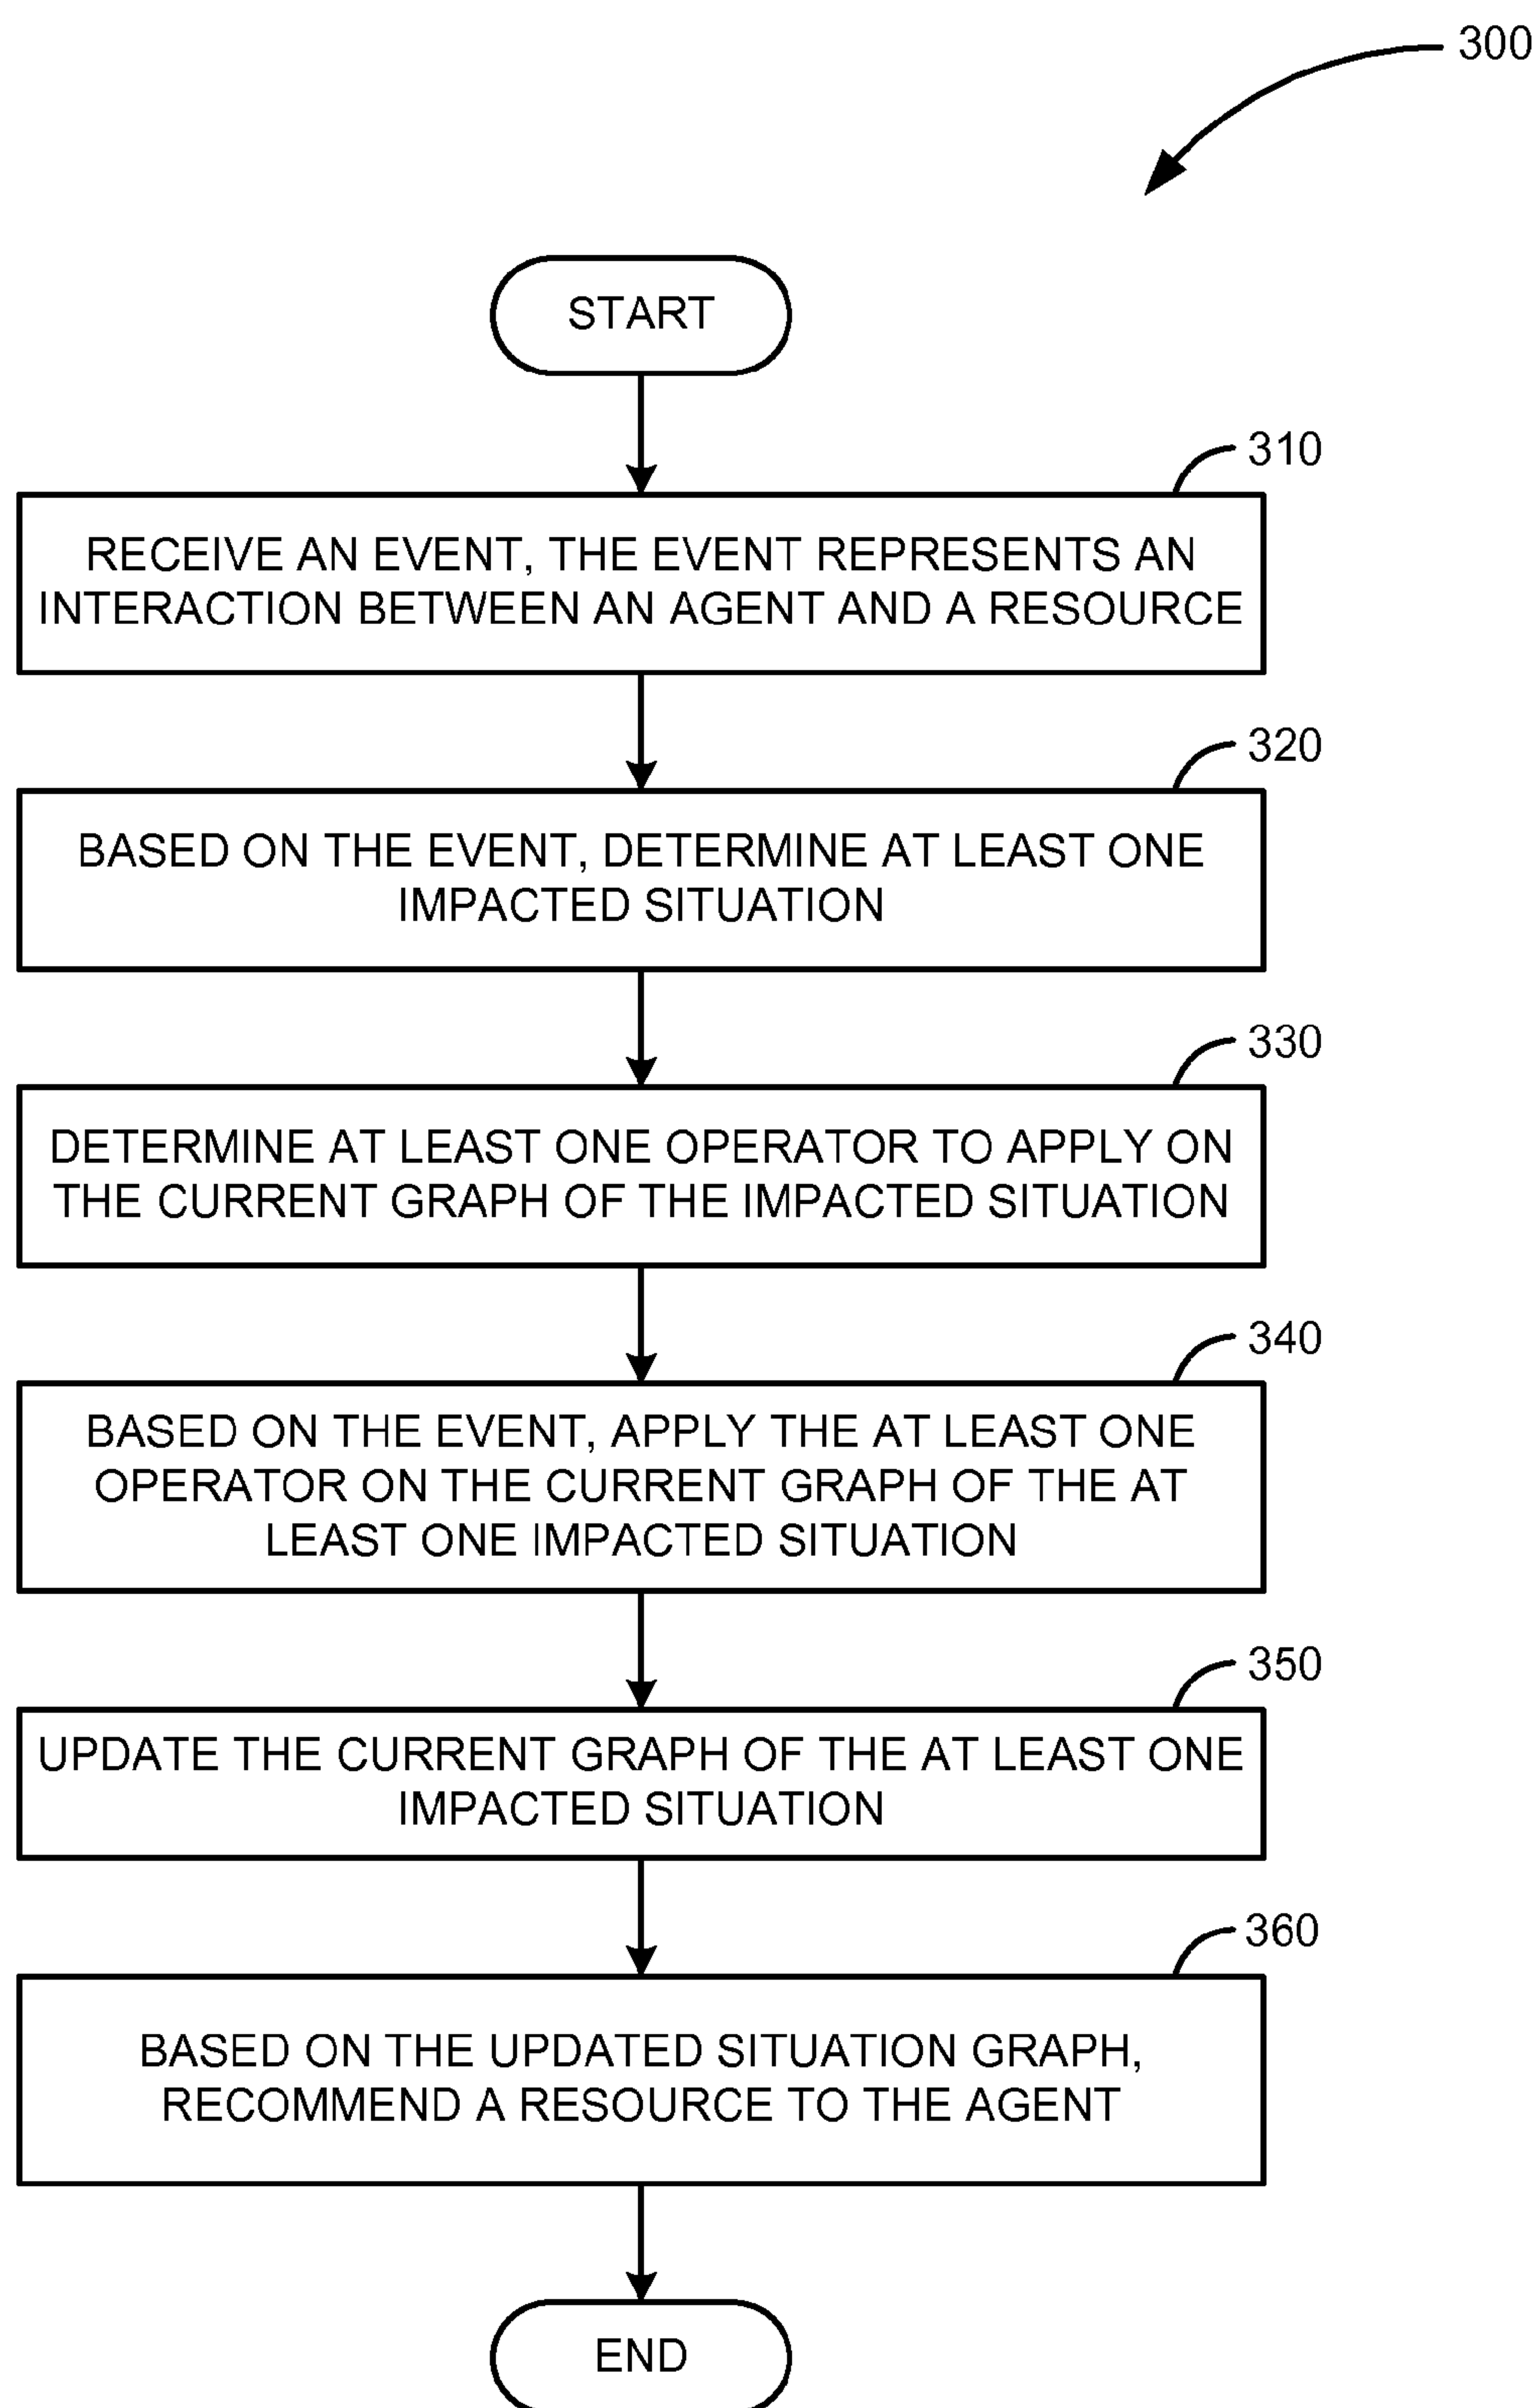 300
START
310
RECEIVE AN EVENT, THE EVENT REPRESENTS AN
INTERACTION BETWEEN AN AGENT AND A RESOURCE
320
BASED ON THE EVENT, DETERMINE AT LEAST ONE
IMPACTED SITUATION
330
DETERMINE AT LEAST ONE OPERATOR TO APPLY ON
THE CURRENT GRAPH OF THE IMPACTED SITUATION
340
BASED ON THE EVENT, APPLY THE AT LEAST ONE
OPERATOR ON THE CURRENT GRAPH OF THE AT
LEAST ONE IMPACTED SITUATION
350
UPDATE THE CURRENT GRAPH OF THE AT LEAST ONE
IMPACTED SITUATION
360
BASED ON THE UPDATED SITUATION GRAPH,
RECOMMEND A RESOURCE TO THE AGENT
END